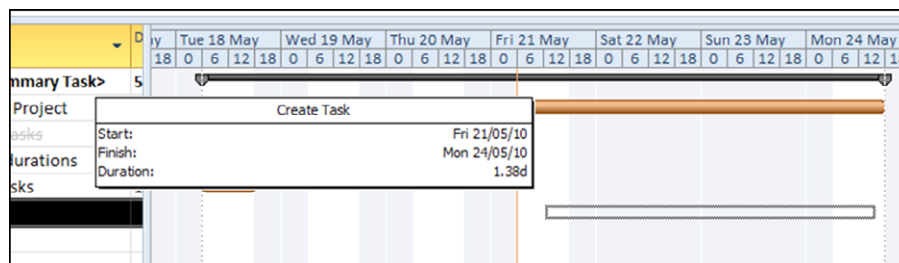 D ay Tue 18 May Wed 19 May Thu 20 May Fri 21 May Sat 22 May Sun 23 May Mon 24 May
18 0 6 12 18 0 6 12 18 0 6 12 18 0 6 12 18 0 6 12 18 0 6 12 18 0 6 12
mmary Task> 5
Project
Create Task
asks
Start: Fri 21/05/10
durations
Finish: Mon 24/05/10
Duration: 1.38d
sks